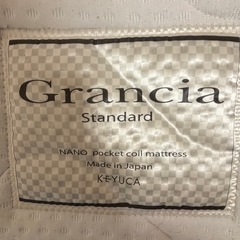 Grancia
Standard
NANO pocket coil mattress
Made in Japan
KEYUCA